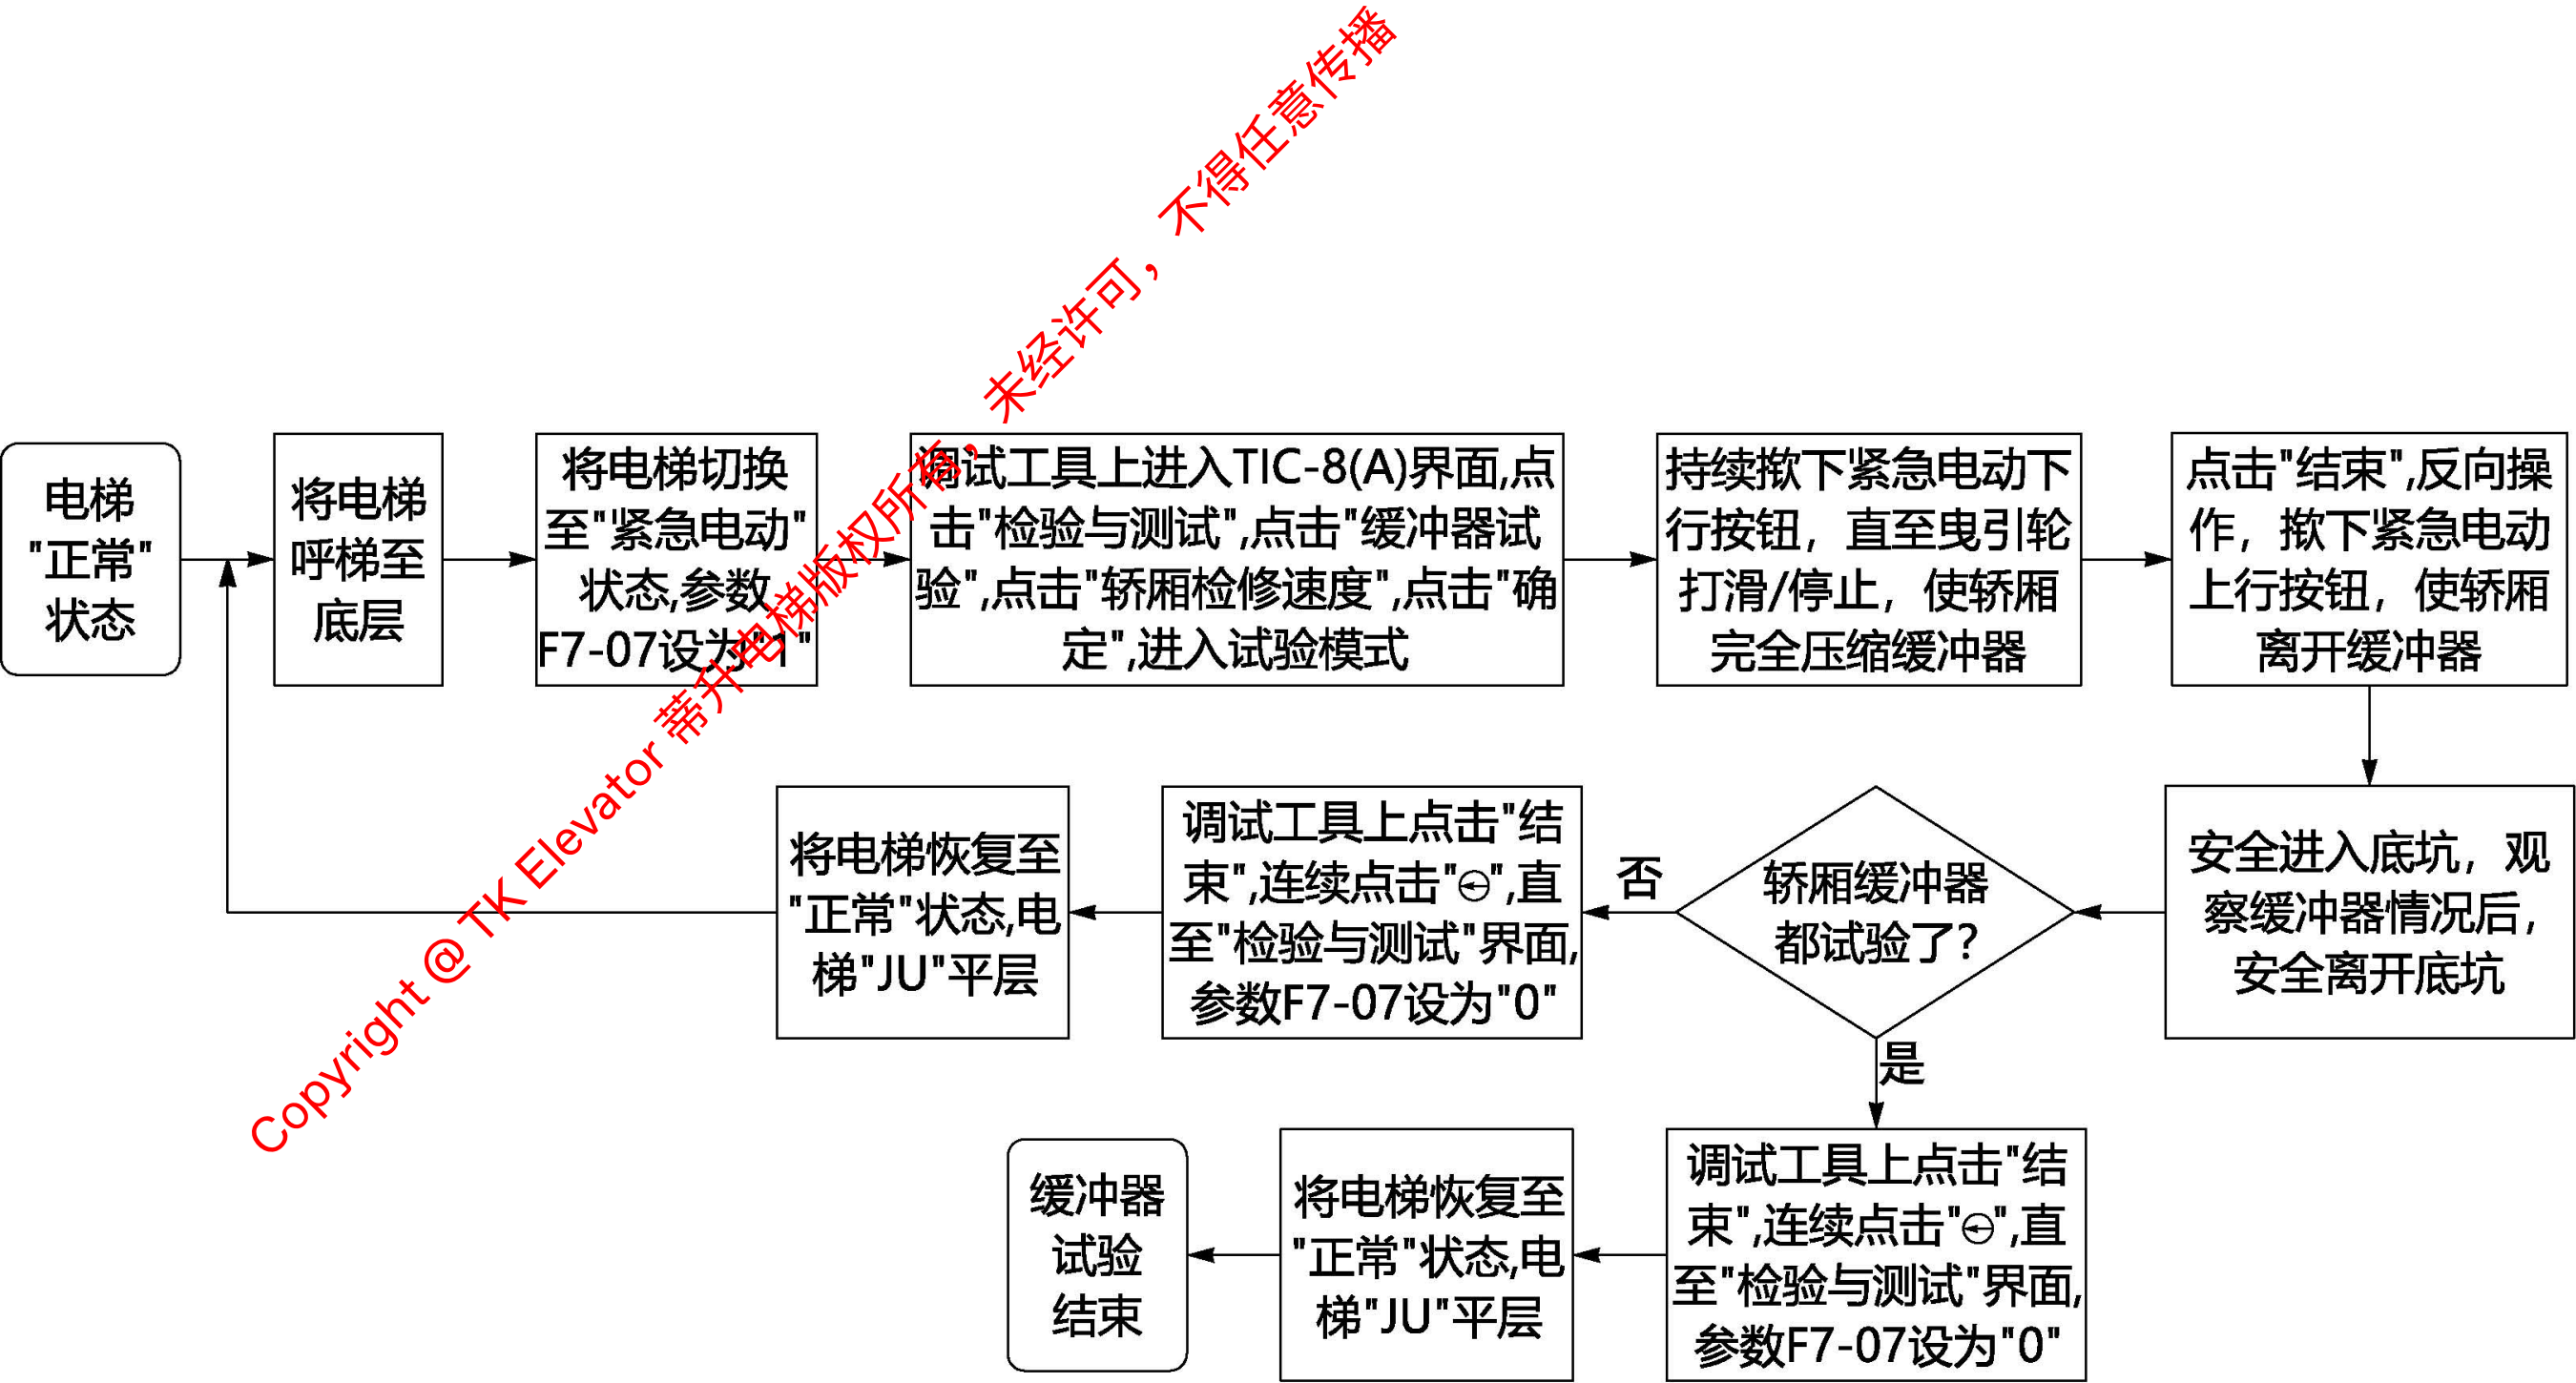 电梯
"正常"
状态
将电梯
呼梯至
底层
将电梯切换
至"紧急电动"
状态,参数
F7-07设为"1"
调试工具上进入TIC-8(A)界面,点
击"检验与测试",点击"缓冲器试
验",点击"轿厢检修速度",点击"确
定",进入试验模式
持续揿下紧急电动下
行按钮，直至曳引轮
打滑/停止，使轿厢
完全压缩缓冲器
点击"结束",反向操
作，揿下紧急电动
上行按钮，使轿厢
离开缓冲器
安全进入底坑，观
察缓冲器情况后，
安全离开底坑
轿厢缓冲器
都试验了?
否
调试工具上点击"结
束",连续点击"",直
至"检验与测试"界面,
参数F7-07设为"0"
将电梯恢复至
"正常"状态,电
梯"JU"平层
是
调试工具上点击"结
束",连续点击"",直
至"检验与测试"界面,
参数F7-07设为"0"
将电梯恢复至
"正常"状态,电
梯"JU"平层
缓冲器
试验
结束
Copyright @ TK Elevator 蒂升电梯版权所有，未经许可，不得任意传播